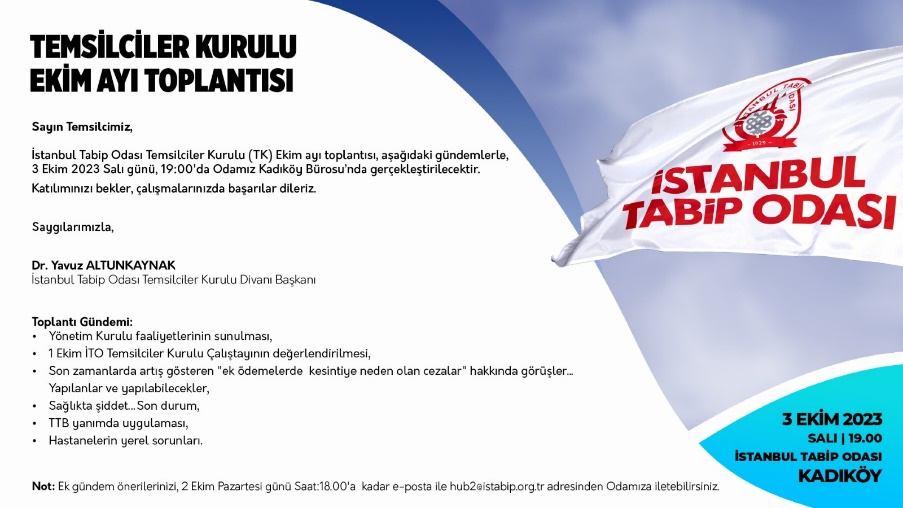 TEMSİLCİLER KURULU
EKİM AYI TOPLANTISI
Sayın Temsilcimiz,
İstanbul Tabip Odası Temsilciler Kurulu (TK) Ekim ayı toplantısı, aşağıdaki gündemlerle,
3 Ekim 2023 Salı günü, 19:00'da Odamız Kadıköy Bürosu'nda gerçekleştirilecektir.
Katılımınızı bekler, çalışmalarınızda başarılar dileriz.
Saygılarımızla,
Dr. Yavuz ALTUNKAYNAK
İstanbul Tabip Odası Temsilciler Kurulu Divanı Başkanı
Toplantı Gündemi:
• Yönetim Kurulu faaliyetlerinin sunulması,
• 1 Ekim İTO Temsilciler Kurulu Çalıştayının değerlendirilmesi,
• Son zamanlarda artış gösteren "ek ödemelerde kesintiye neden olan cezalar" hakkında görüşler...
Yapılanlar ve yapılabilecekler,
• Sağlıkta şiddet...Son durum,
• TTB yanımda uygulaması,
• Hastanelerin yerel sorunları.
Not: Ek gündem önerilerinizi, 2 Ekim Pazartesi günü Saat:18.00'a kadar e-posta ile hub2@istabip.org.tr adresinden Odamıza iletebilirsiniz.
İSTANBUL TABİP ODASI
1929
İSTANBUL
TABİP ODASI
3 EKİM 2023
SALI | 19.00
İSTANBUL TABİP ODASI
KADIKÖY